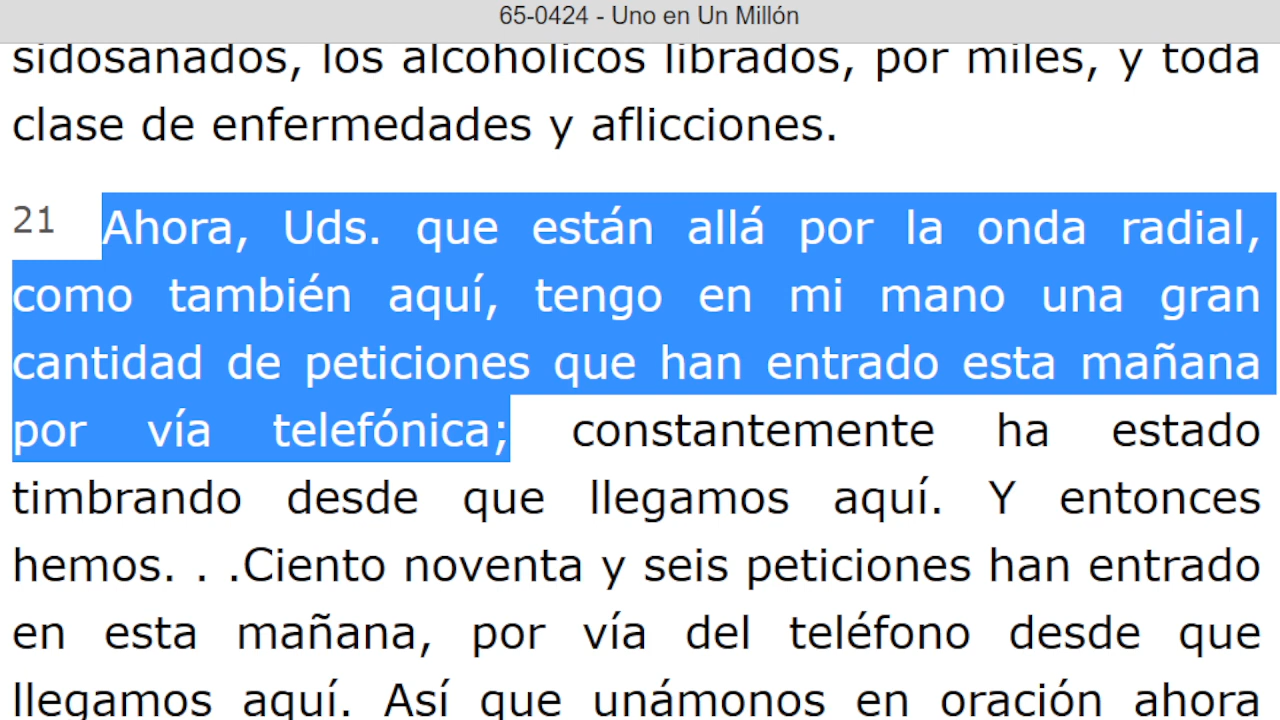 65-0424 - Uno en Un Millón
sidosanados, los alcohólicos librados, por miles, y toda
clase de enfermedades y aflicciones.
21 Ahora, Uds. que están allá por la onda radial,
como también aquí, tengo en mi mano una gran
cantidad de peticiones que han entrado esta mañana
por vía telefónica; constantemente ha estado
timbrando desde que llegamos aquí. Y entonces
hemos. . .Ciento noventa y seis peticiones han entrado
en esta mañana, por vía del teléfono desde que
llegamos aquí. Así que unámonos en oración ahora